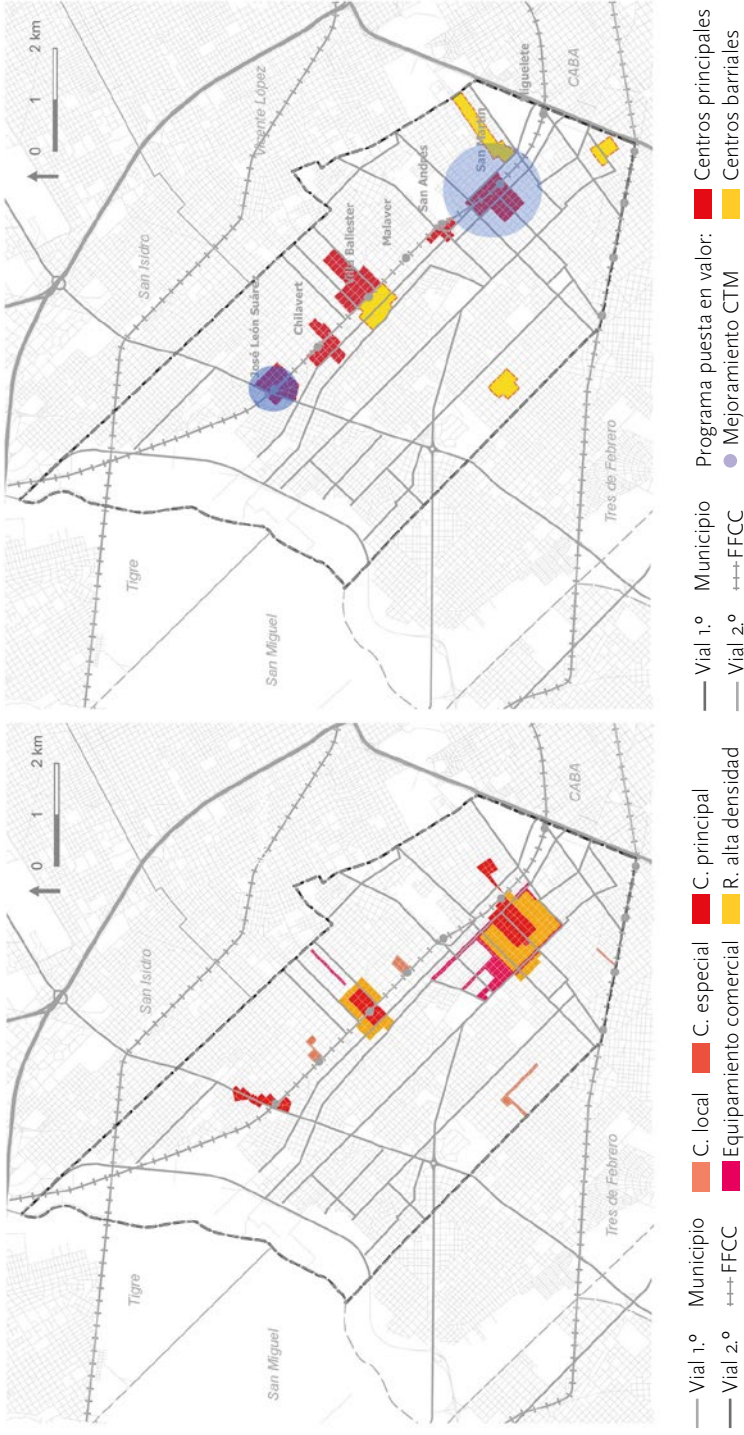 0 1 2 km
San Isidro
Tigre
San Miguel
CABA
Tres de Febrero
Vial 1.º Municipio C. local C. especial C. principal
Vial 2.º FFCC Equipamiento comercial R. alta densidad
0 1 2 km
Vicente López
San Isidro
Tigre
San Miguel
José León Suárez
Chilavert
Villa Ballester
Malaver
San Andrés
San Martín
Miguelete
CABA
Tres de Febrero
Vial 1.º Municipio Programa puesta en valor: Centros principales
Vial 2.º FFCC Mejoramiento CTM Centros barriales